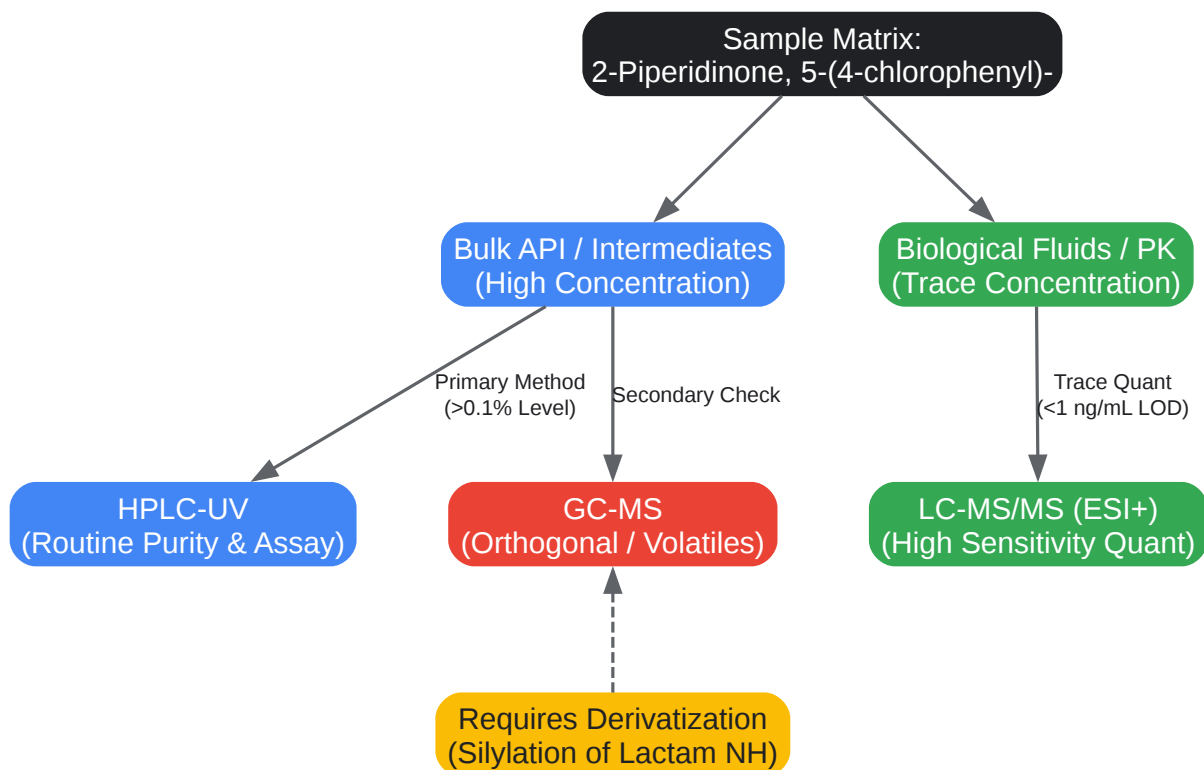 Sample Matrix:
2-Piperidinone, 5-(4-chlorophenyl)-
Bulk API / Intermediates
(High Concentration)
Biological Fluids / PK
(Trace Concentration)
Primary Method
(>0.1% Level)
Secondary Check
Trace Quant
(<1 ng/mL LOD)
HPLC-UV
(Routine Purity & Assay)
GC-MS
(Orthogonal / Volatiles)
LC-MS/MS (ESI+)
(High Sensitivity Quant)
Requires Derivatization
(Silylation of Lactam NH)